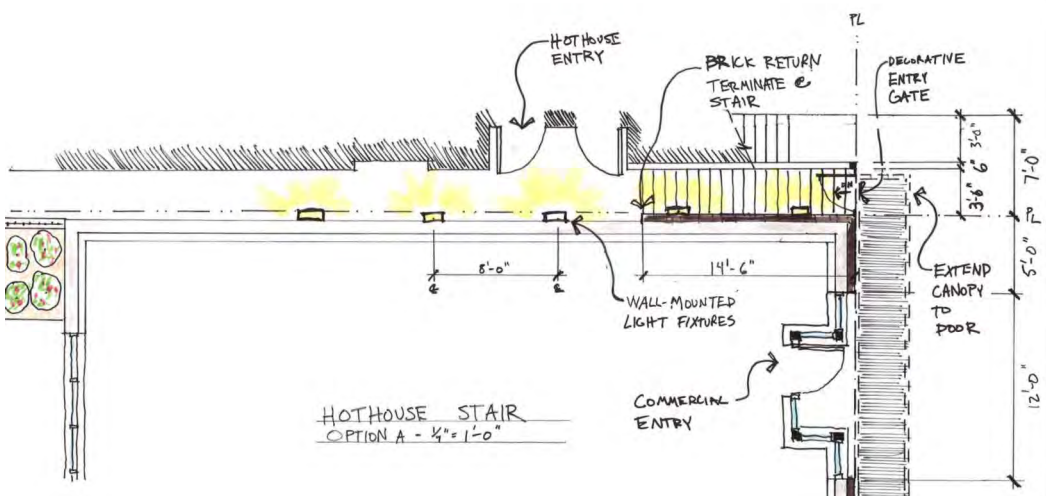 PL
HOTHOUSE
ENTRY
BRICK RETURN
TERMINATE @
STAIR
DECORATIVE
ENTRY
GATE
3'-0"
6"
3'-6"
7'-0"
DN
PL
5'-0"
8'-0"
14'-6"
WALL-MOUNTED
LIGHT FIXTURES
EXTEND
CANOPY
TO
DOOR
COMMERCIAL
ENTRY
12'-0"
HOTHOUSE STAIR
OPTION A - 1/4" = 1'-0"